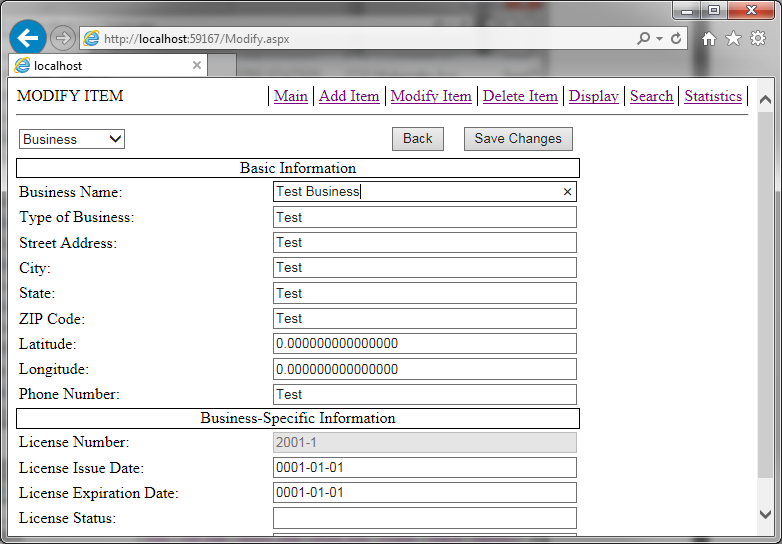 http://localhost:59167/Modify.aspx
localhost
MODIFY ITEM Main Add Item Modify Item Delete Item Display Search Statistics
Business Back Save Changes
Basic Information
Business Name: Test Business
Type of Business: Test
Street Address: Test
City: Test
State: Test
ZIP Code: Test
Latitude: 0.000000000000000
Longitude: 0.000000000000000
Phone Number: Test
Business-Specific Information
License Number: 2001-1
License Issue Date: 0001-01-01
License Expiration Date: 0001-01-01
License Status: